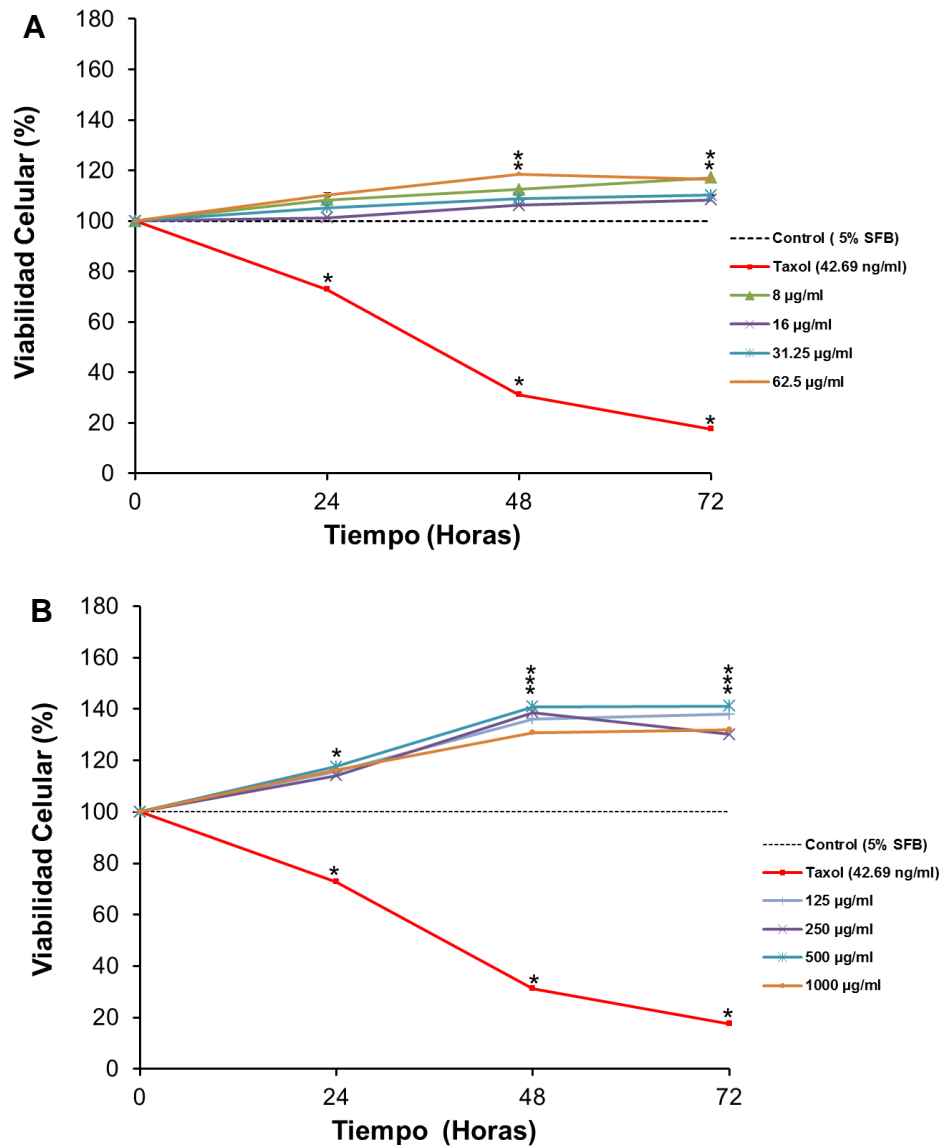 A
180
160
140
120
100
80
60
40
20
0
Viabilidad Celular (%)
*
*
*
*
*
*
*
0 24 48 72
Tiempo (Horas)
Control ( 5% SFB)
Taxol (42.69 ng/ml)
8 µg/ml
16 µg/ml
31.25 µg/ml
62.5 µg/ml
B
180
160
140
120
100
80
60
40
20
0
Viabilidad Celular (%)
*
*
*
*
*
*
*
*
*
*
0 24 48 72
Tiempo (Horas)
Control (5% SFB)
Taxol (42.69 ng/ml)
125 µg/ml
250 µg/ml
500 µg/ml
1000 µg/ml